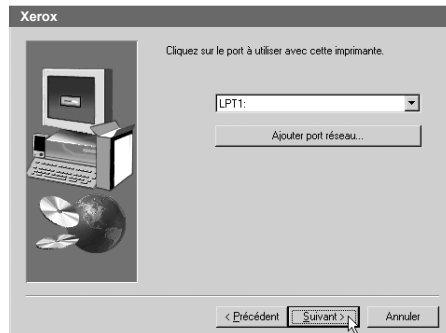 Xerox
Cliquez sur le port à utiliser avec cette imprimante.
LPT1:
Ajouter port réseau...
< Précédent
Suivant >
Annuler